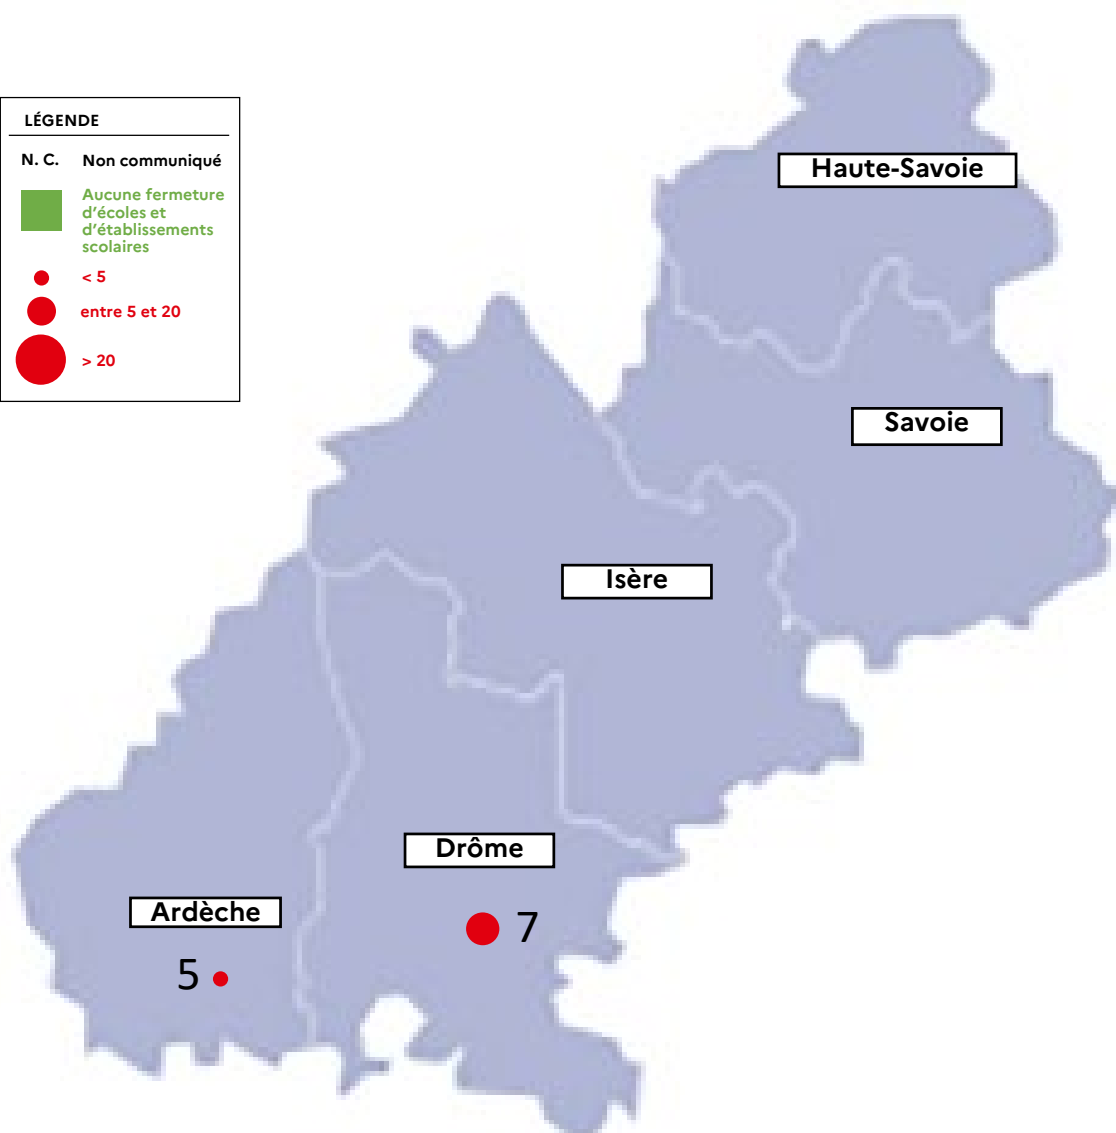 LÉGENDE
N. C. Non communiqué
Aucune fermeture
d'écoles et
d'établissements
scolaires
< 5
entre 5 et 20
> 20
Haute-Savoie
Savoie
Isère
Drôme
7
Ardèche
5